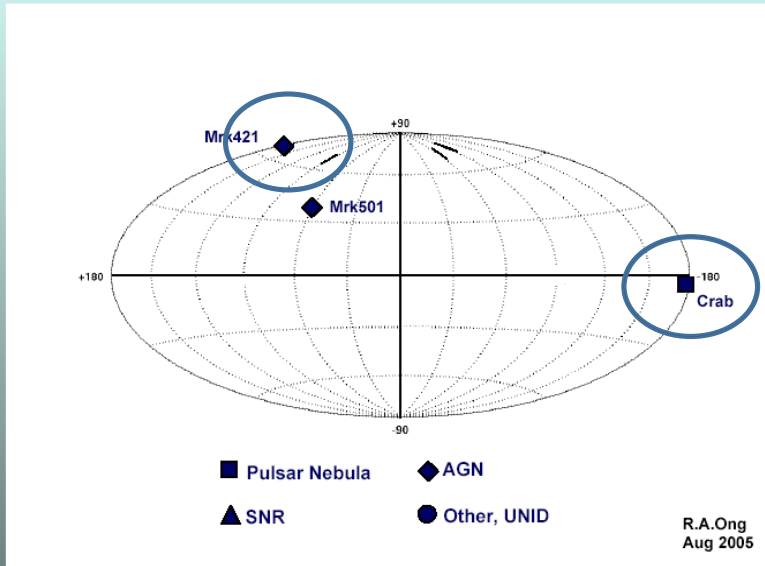 +90
Mrk421
Mrk501
+180
-180
Crab
-90
Pulsar Nebula
AGN
SNR
Other, UNID
R.A.Ong
Aug 2005